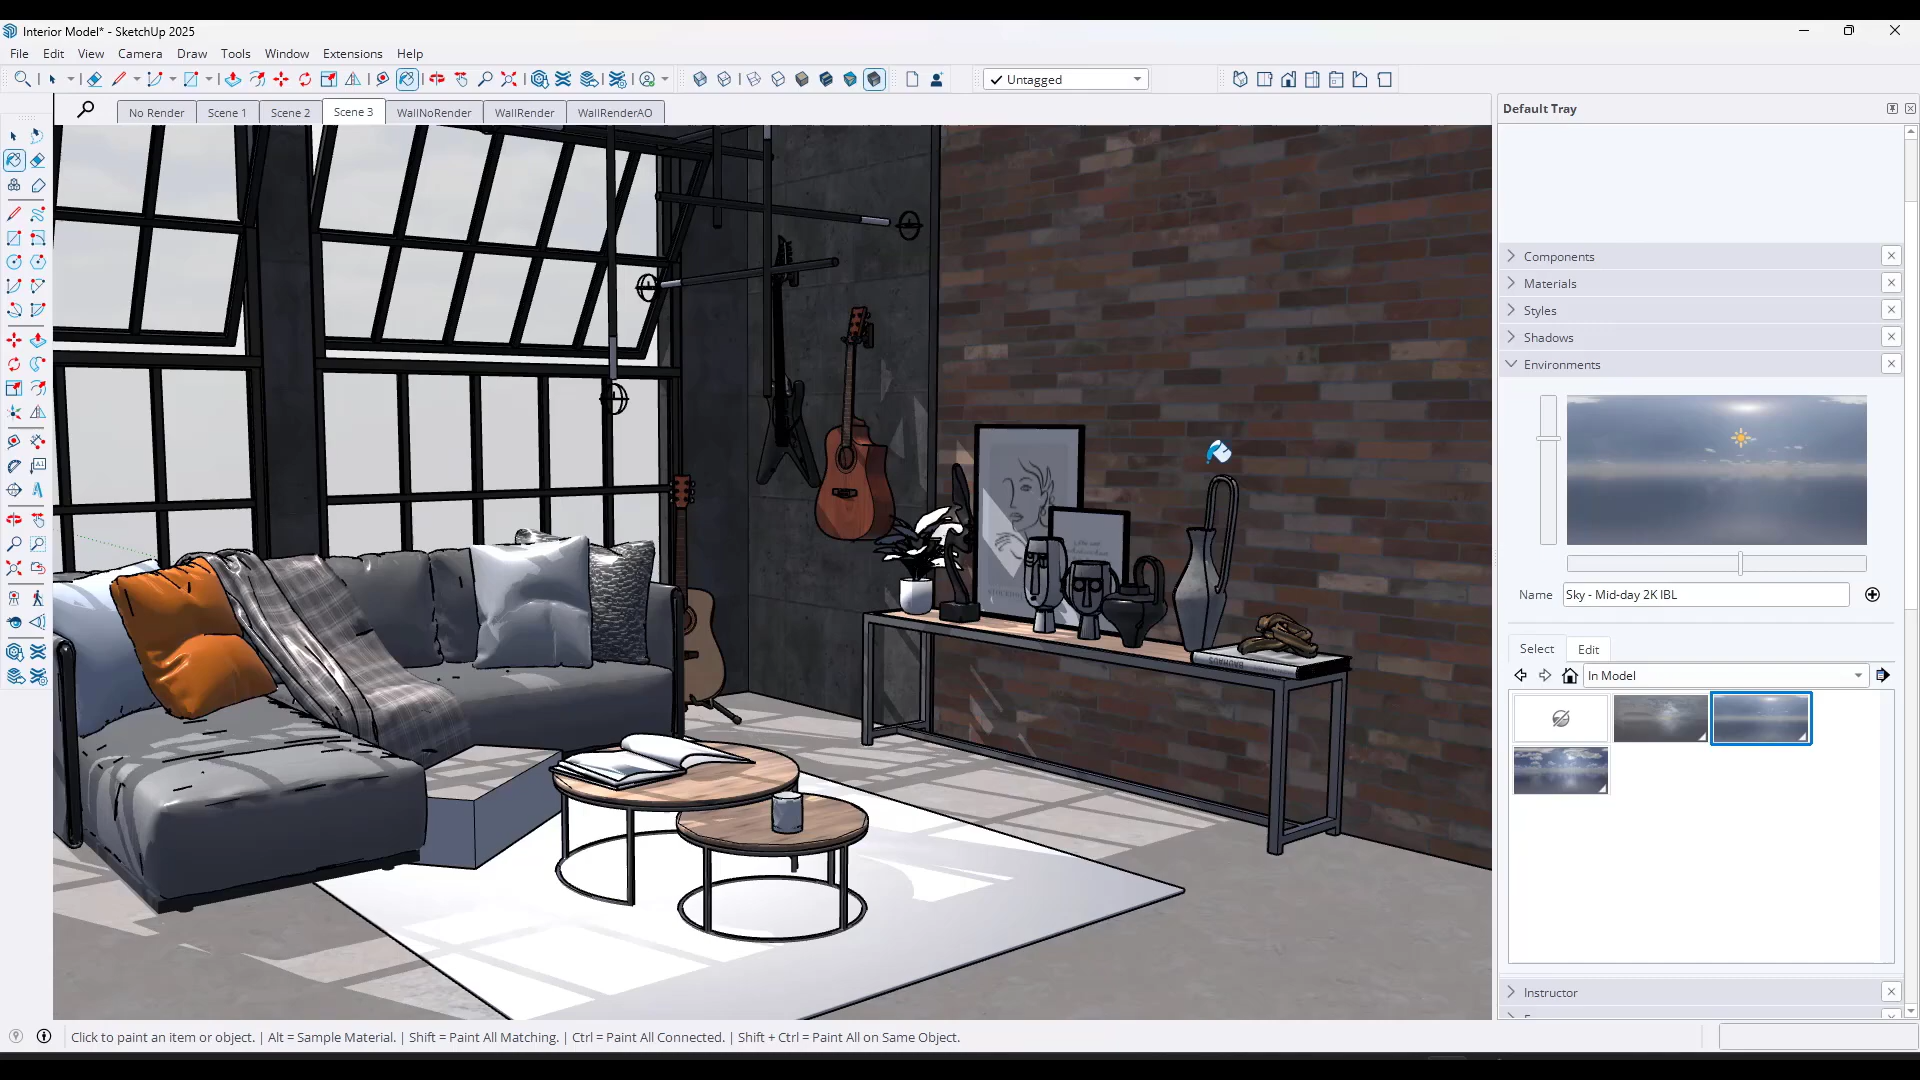 Interior Model* - SketchUp 2025
File Edit View Camera Draw Tools Window Extensions Help
Untagged
No Render Scene 1 Scene 2 Scene 3 WallNoRender WallRender WallRenderAO
Default Tray
Components
Materials
Styles
Shadows
Environments
Name Sky - Mid-day 2K IBL
Select Edit
In Model
BAUHAUS
Instructor
Click to paint an item or object. | Alt = Sample Material. | Shift = Paint All Matching. | Ctrl = Paint All Connected. | Shift + Ctrl = Paint All on Same Object.